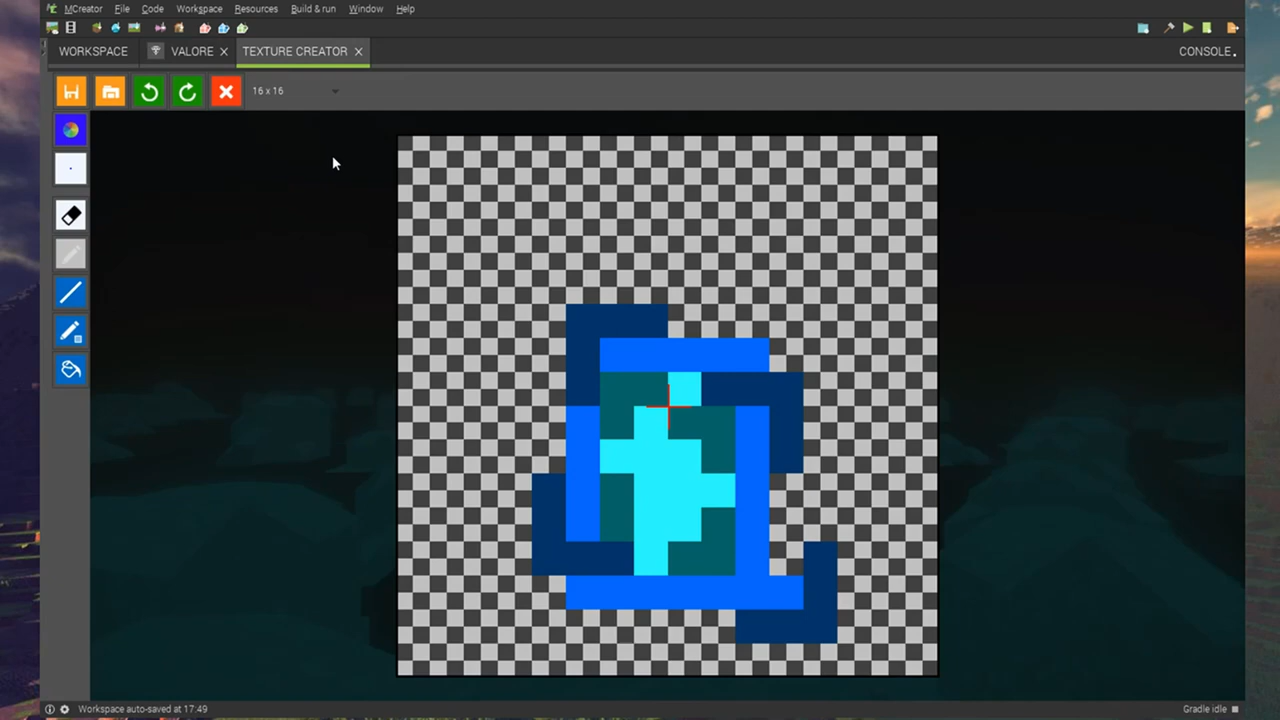 MCreator File Code Workspace Resources Build & run Window Help
WORKSPACE VALORE TEXTURE CREATOR CONSOLE
16 x 16
Workspace auto-saved at 17:49 Gradle idle